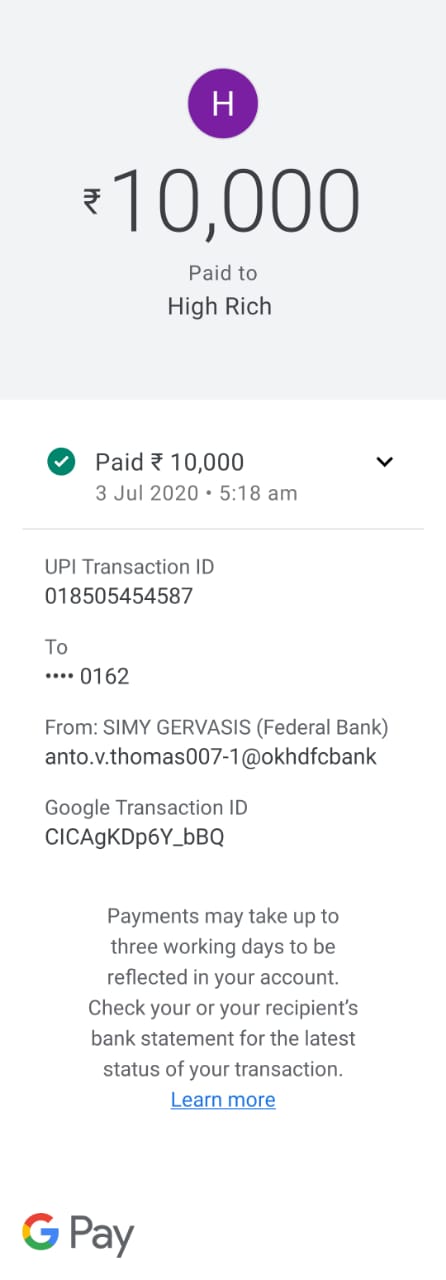 H
₹10,000
Paid to
High Rich
Paid ₹ 10,000
3 Jul 2020 • 5:18 am
UPI Transaction ID
018505454587
To
•••• 0162
From: SIMY GERVASIS (Federal Bank)
anto.v.thomas007-1@okhdfcbank
Google Transaction ID
CICAgKDp6Y_bBQ
Payments may take up to
three working days to be
reflected in your account.
Check your or your recipient's
bank statement for the latest
status of your transaction.
Learn more
G Pay